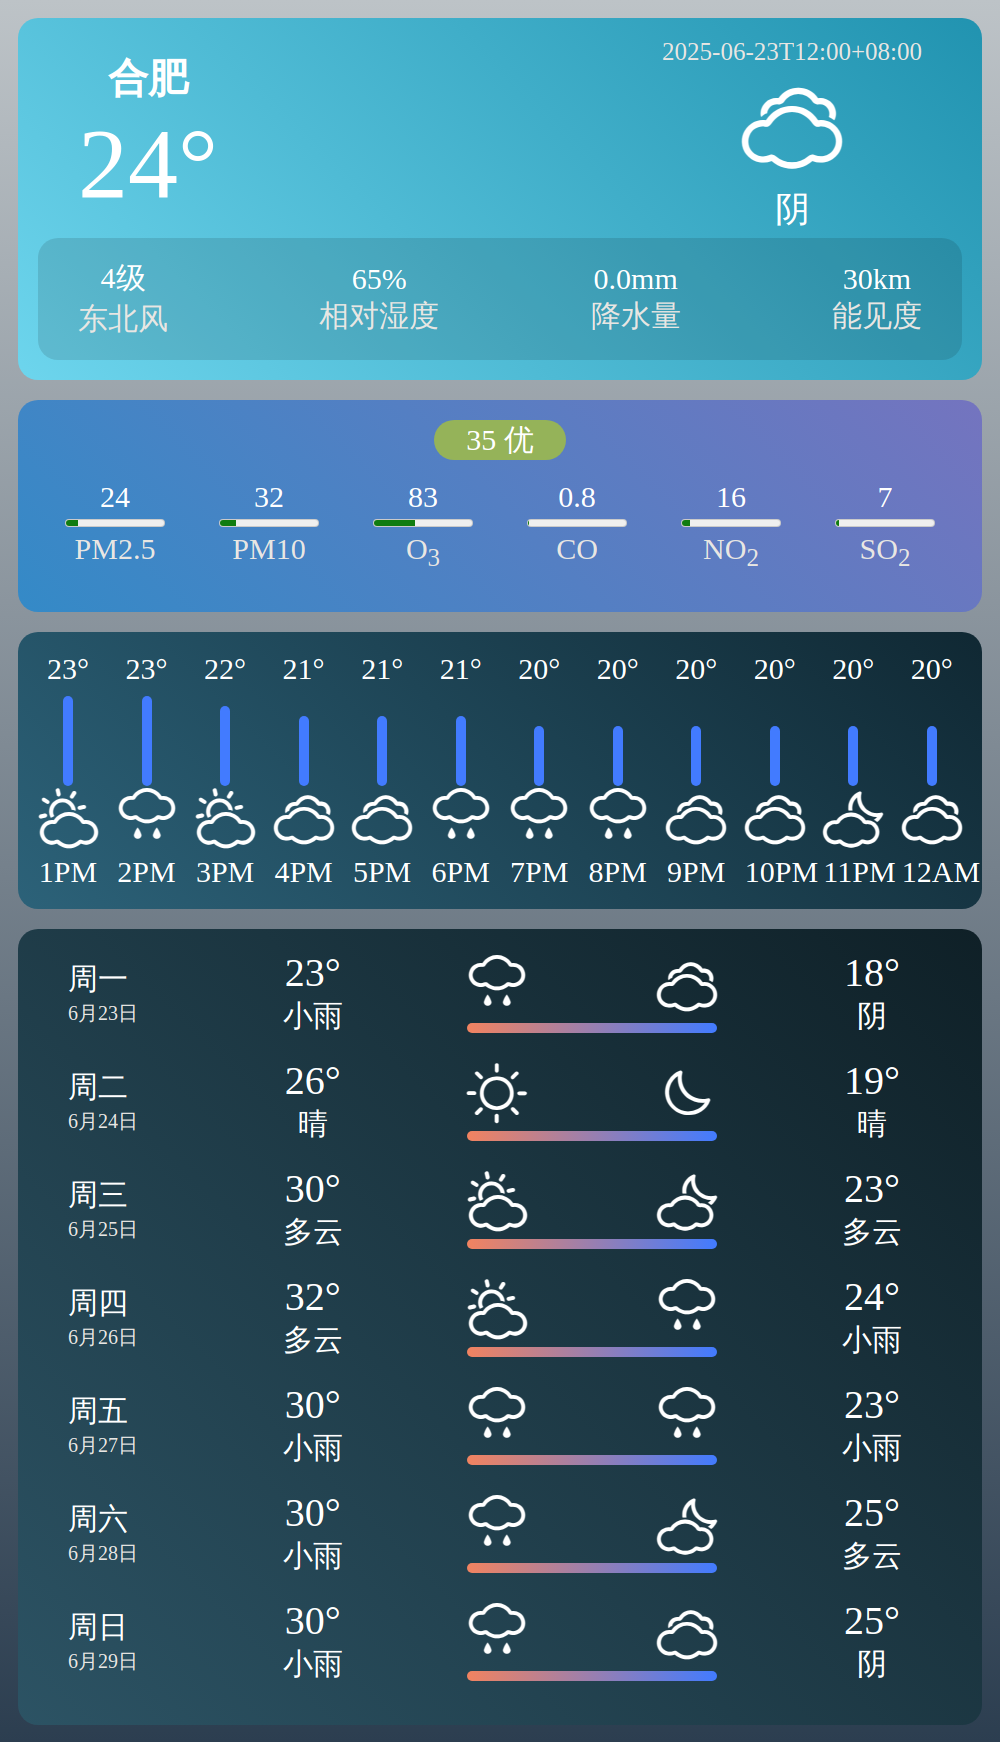 合肥
24°
2025-06-23T12:00+08:00
阴
4级 65% 0.0mm 30km
东北风 相对湿度 降水量 能见度
35 优
24 32 83 0.8 16 7
PM2.5 PM10 O3 CO NO2 SO2
23° 23° 22° 21° 21° 21° 20° 20° 20° 20° 20° 20°
1PM 2PM 3PM 4PM 5PM 6PM 7PM 8PM 9PM 10PM 11PM 12AM
周一 23° 18°
6月23日 小雨 阴
周二 26° 19°
6月24日 晴 晴
周三 30° 23°
6月25日 多云 多云
周四 32° 24°
6月26日 多云 小雨
周五 30° 23°
6月27日 小雨 小雨
周六 30° 25°
6月28日 小雨 多云
周日 30° 25°
6月29日 小雨 阴